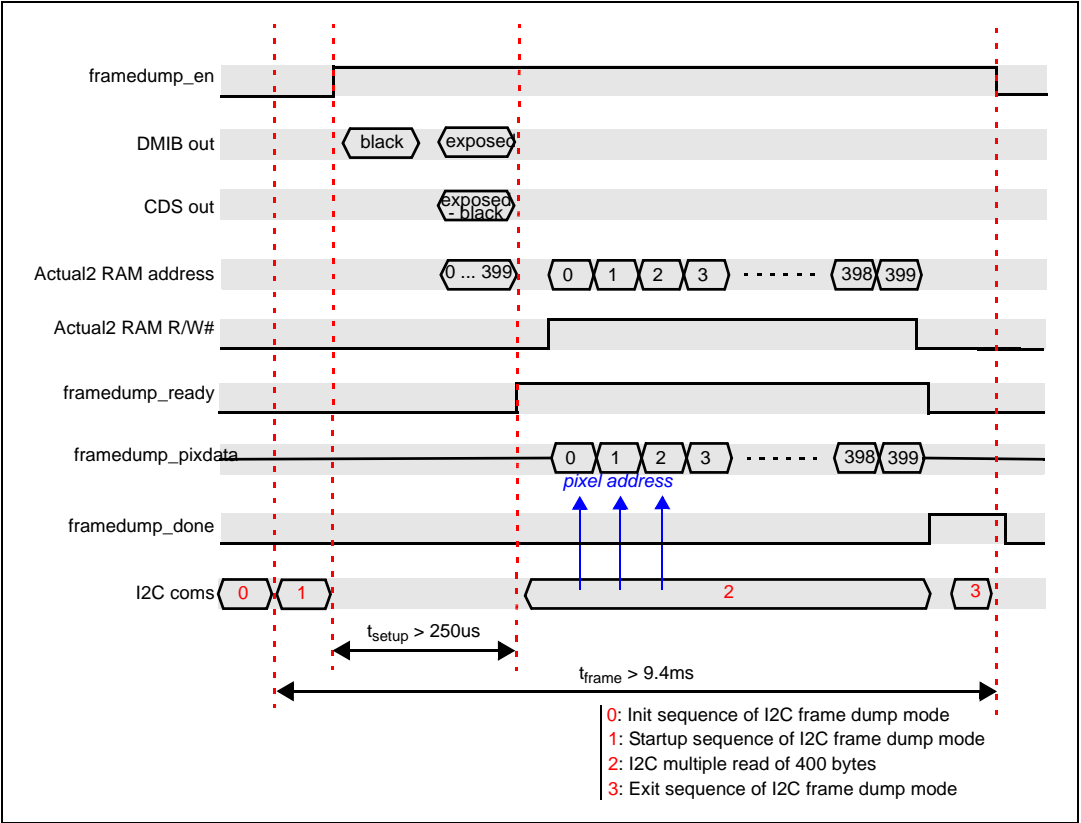 framedump_en
DMIB out black exposed
CDS out exposed
- black
Actual2 RAM address 0 ... 399 0 1 2 3 398 399
Actual2 RAM R/W#
framedump_ready
framedump_pixdata 0 1 2 3 398 399
pixel address
framedump_done
I2C coms 0 1 2 3
tsetup > 250us
tframe > 9.4ms
0: Init sequence of I2C frame dump mode
1: Startup sequence of I2C frame dump mode
2: I2C multiple read of 400 bytes
3: Exit sequence of I2C frame dump mode